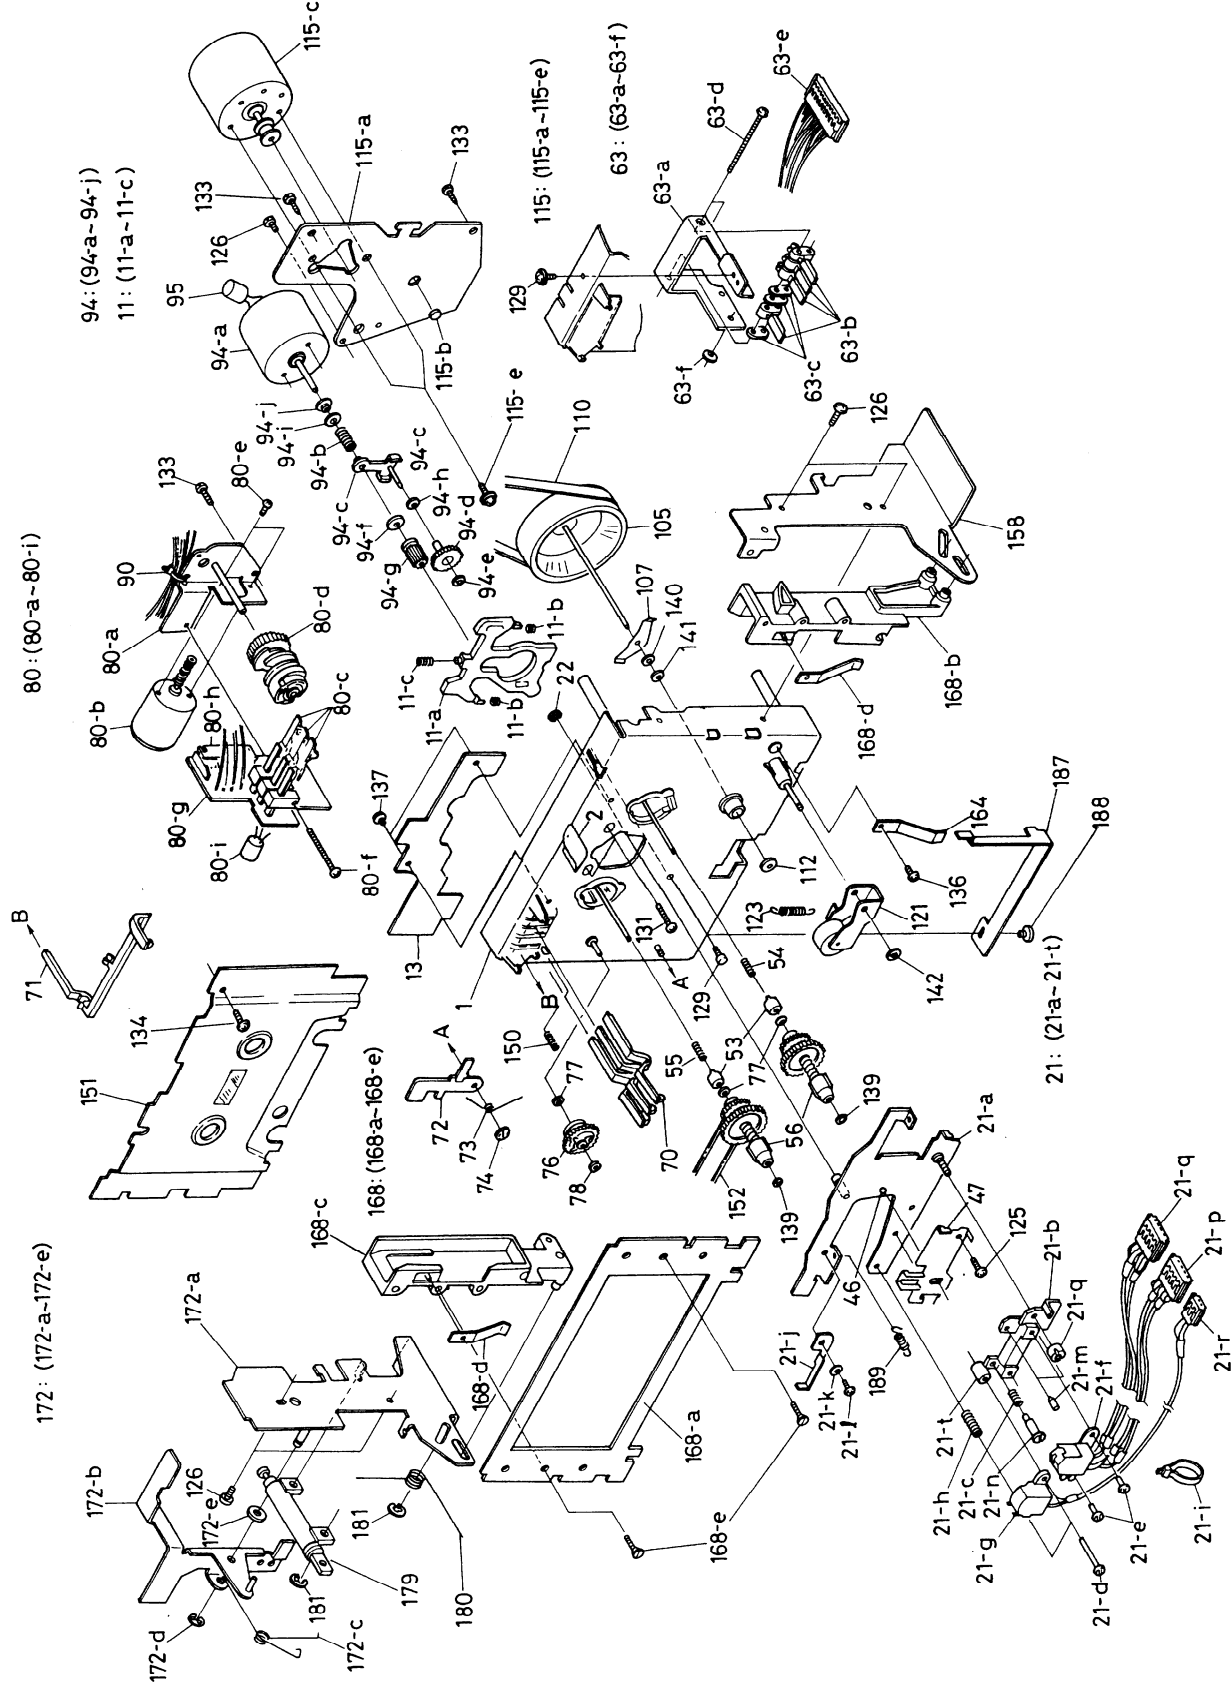 172: (172-a~172-e)
172-b
172-a
126
172-e
172-d
181
172-c
179
181
180
168-c
168: (168-a~168-e)
168-d
168-a
168-e
B
71
151
134
A
72
73
74
150
77
76
78
70
B
1
13
137
80: (80-a~80-i)
80-b
80-a
90
133
80-e
80-d
80-h
80-c
80-g
80-i
80-f
94: (94-a~94-j)
11: (11-a~11-c)
95
94-a
126
133
115-c
115-a
133
94-j
94-i
94-b
94-c
94-c
94-h
94-f
94-d
94-g
94-e
115-b
115-e
11-c
11-a
11-b
11-b
22
110
105
107
140
141
115: (115-a~115-e)
63: (63-a~63-f)
129
63-a
63-d
63-e
63-f
63-c
63-b
126
158
168-b
168-d
2
112
131
123
129
A
54
53
55
77
56
152
139
139
121
142
136
164
187
188
21: (21-a~21-t)
21-a
46
47
125
189
21-j
21-k
21-l
21-b
21-q
21-q
21-p
21-r
21-m
21-f
21-t
21-h
21-c
21-n
21-g
21-d
21-e
21-i